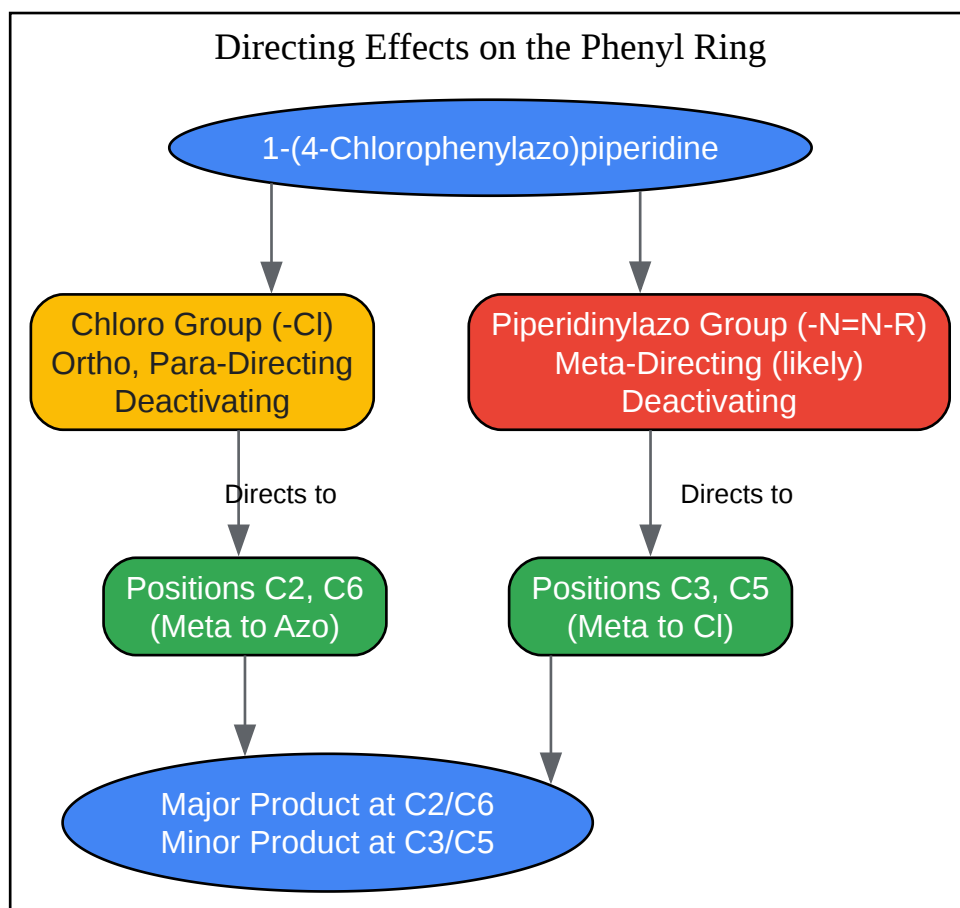 Directing Effects on the Phenyl Ring
1-(4-Chlorophenylazo)piperidine
Chloro Group (-Cl)
Ortho, Para-Directing
Deactivating
Piperidinylazo Group (-N=N-R)
Meta-Directing (likely)
Deactivating
Directs to
Directs to
Positions C2, C6
(Meta to Azo)
Positions C3, C5
(Meta to Cl)
Major Product at C2/C6
Minor Product at C3/C5